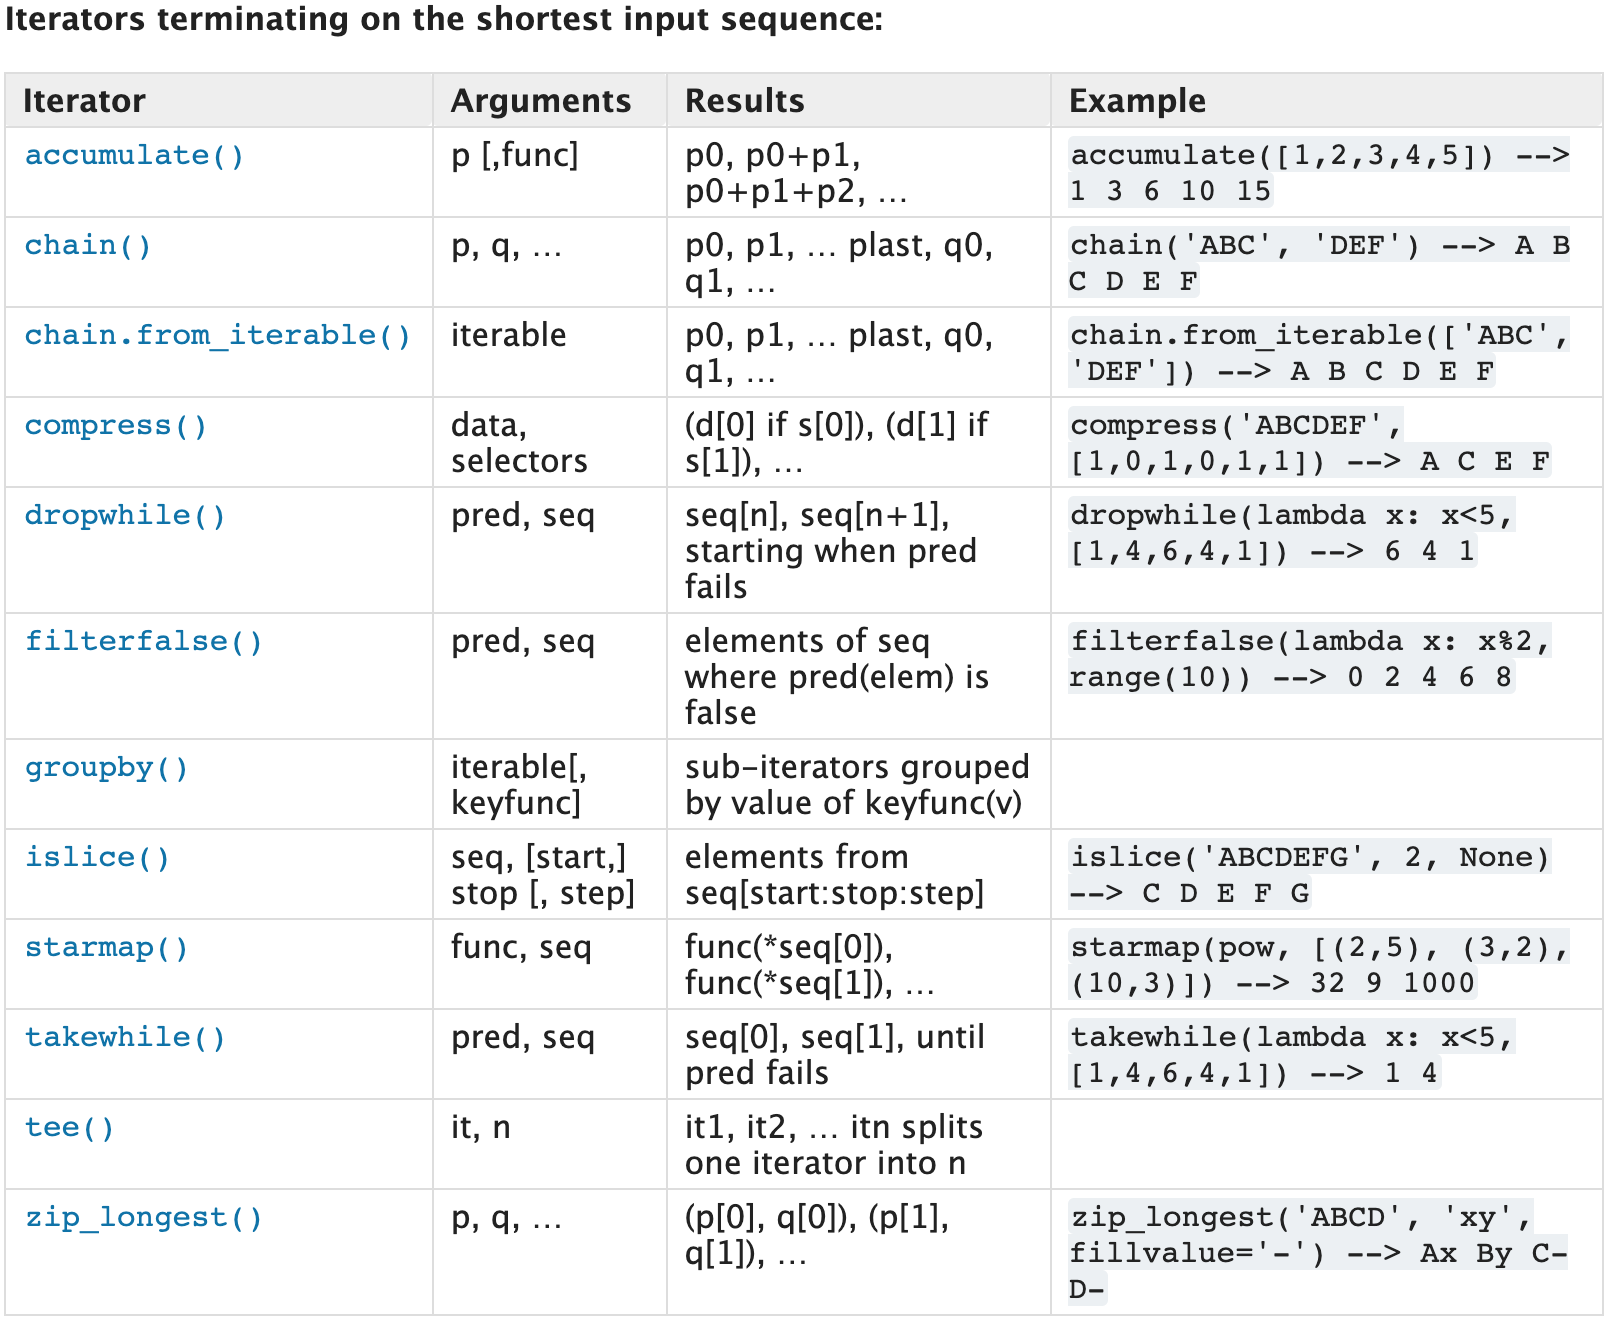 Iterators terminating on the shortest input sequence:
Iterator Arguments Results Example
accumulate() p [,func] p0, p0+p1, accumulate([1,2,3,4,5]) -->
p0+p1+p2, … 1 3 6 10 15
chain() p, q, … p0, p1, … plast, q0, chain('ABC', 'DEF') --> A B
q1, … C D E F
chain.from_iterable() iterable p0, p1, … plast, q0, chain.from_iterable(['ABC',
q1, … 'DEF']) --> A B C D E F
compress() data, (d[0] if s[0]), (d[1] if compress('ABCDEF',
selectors s[1]), … [1,0,1,0,1,1]) --> A C E F
dropwhile() pred, seq seq[n], seq[n+1], dropwhile(lambda x: x<5,
starting when pred [1,4,6,4,1]) --> 6 4 1
fails
filterfalse() pred, seq elements of seq filterfalse(lambda x: x%2,
where pred(elem) is range(10)) --> 0 2 4 6 8
false
groupby() iterable[, sub-iterators grouped
keyfunc] by value of keyfunc(v)
islice() seq, [start,] elements from islice('ABCDEFG', 2, None)
stop [, step] seq[start:stop:step] --> C D E F G
starmap() func, seq func(*seq[0]), starmap(pow, [(2,5), (3,2),
func(*seq[1]), … (10,3)]) --> 32 9 1000
takewhile() pred, seq seq[0], seq[1], until takewhile(lambda x: x<5,
pred fails [1,4,6,4,1]) --> 1 4
tee() it, n it1, it2, … itn splits
one iterator into n
zip_longest() p, q, … (p[0], q[0]), (p[1], zip_longest('ABCD', 'xy',
q[1]), … fillvalue='-') --> Ax By C-
D-